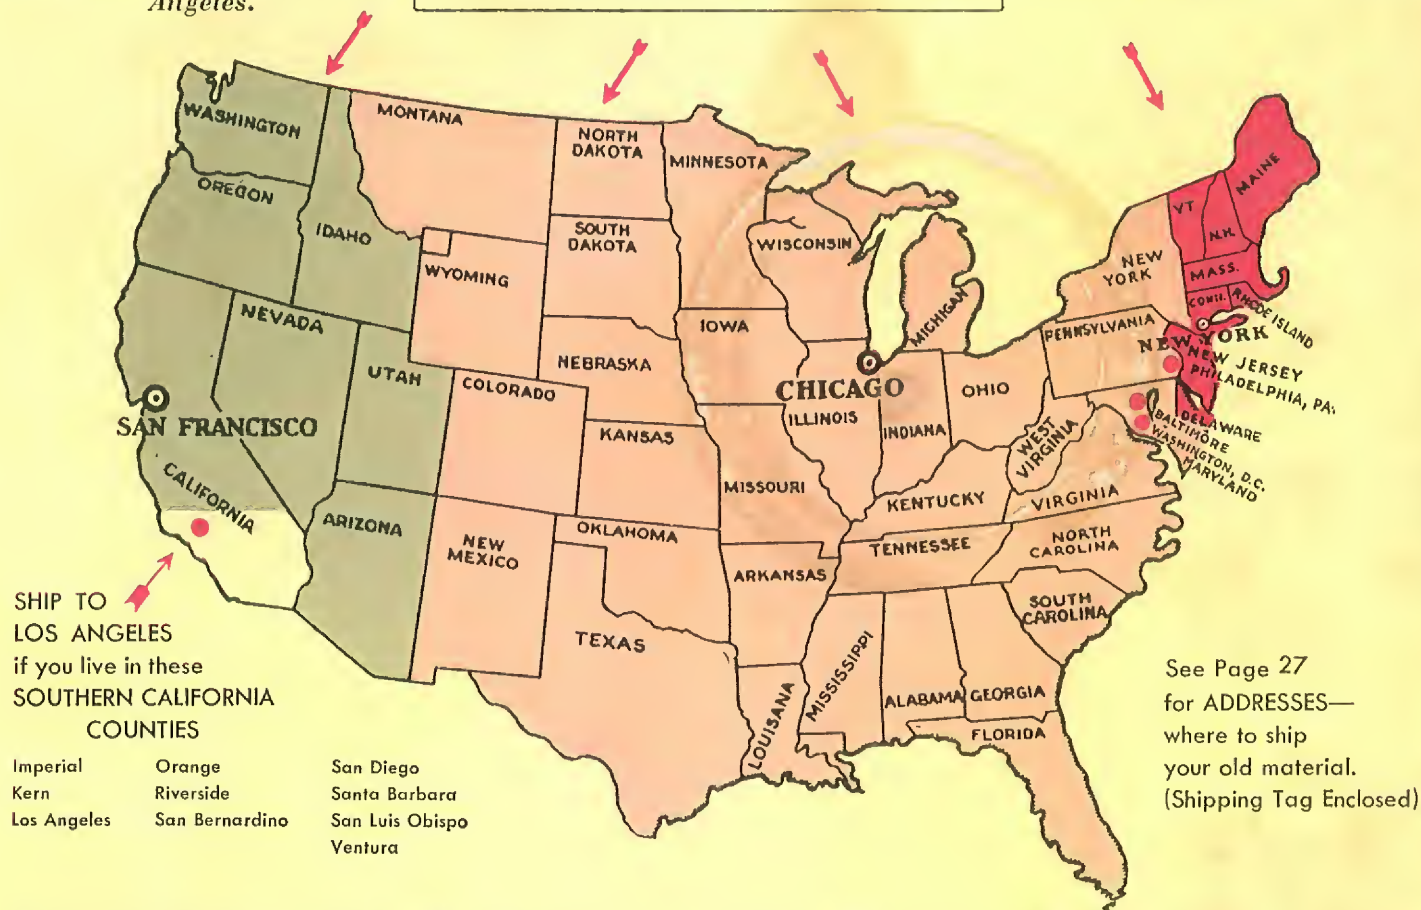 Angeles.
WASHINGTON
OREGON
IDAHO
MONTANA
WYOMING
NORTH
DAKOTA
SOUTH
DAKOTA
MINNESOTA
WISCONSIN
MICHIGAN
IOWA
NEBRASKA
NEVADA
UTAH
COLORADO
KANSAS
CHICAGO
ILLINOIS
INDIANA
OHIO
NEW
YORK
PENNSYLVANIA
VT
N.H.
MAINE
MASS.
CONN.
RHODE ISLAND
NEW YORK
NEW JERSEY
PHILADELPHIA, PA.
DELAWARE
BALTIMORE
WASHINGTON, D.C.
MARYLAND
SAN FRANCISCO
CALIFORNIA
ARIZONA
NEW
MEXICO
OKLAHOMA
TEXAS
MISSOURI
ARKANSAS
LOUISANA
MISSISSIPPI
ALABAMA
GEORGIA
FLORIDA
KENTUCKY
TENNESSEE
WEST
VIRGINIA
VIRGINIA
NORTH
CAROLINA
SOUTH
CAROLINA
SHIP TO
LOS ANGELES
if you live in these
SOUTHERN CALIFORNIA
COUNTIES
Imperial Orange San Diego
Kern Riverside Santa Barbara
Los Angeles San Bernardino San Luis Obispo
Ventura
See Page 27
for ADDRESSES—
where to ship
your old material.
(Shipping Tag Enclosed)